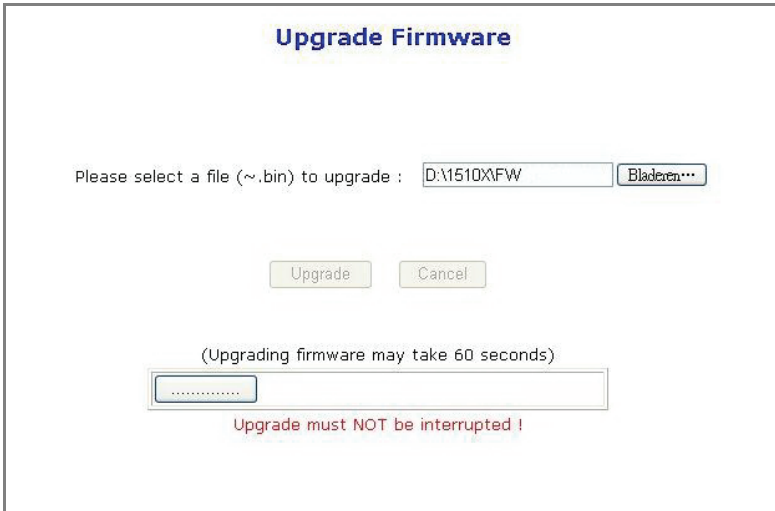 Upgrade Firmware
Please select a file (~.bin) to upgrade : D:\1510X\FW Bladeren...
Upgrade Cancel
(Upgrading firmware may take 60 seconds)
..............
Upgrade must NOT be interrupted !